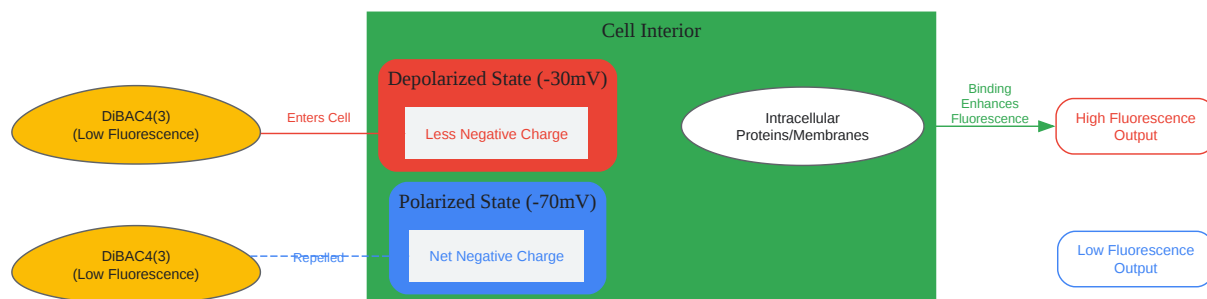 Cell Interior
Depolarized State (-30mV)
DiBAC4(3)
(Low Fluorescence)
Enters Cell
Less Negative Charge
Intracellular
Proteins/Membranes
Binding
Enhances
Fluorescence
High Fluorescence
Output
Polarized State (-70mV)
DiBAC4(3)
(Low Fluorescence)
Repelled
Net Negative Charge
Low Fluorescence
Output